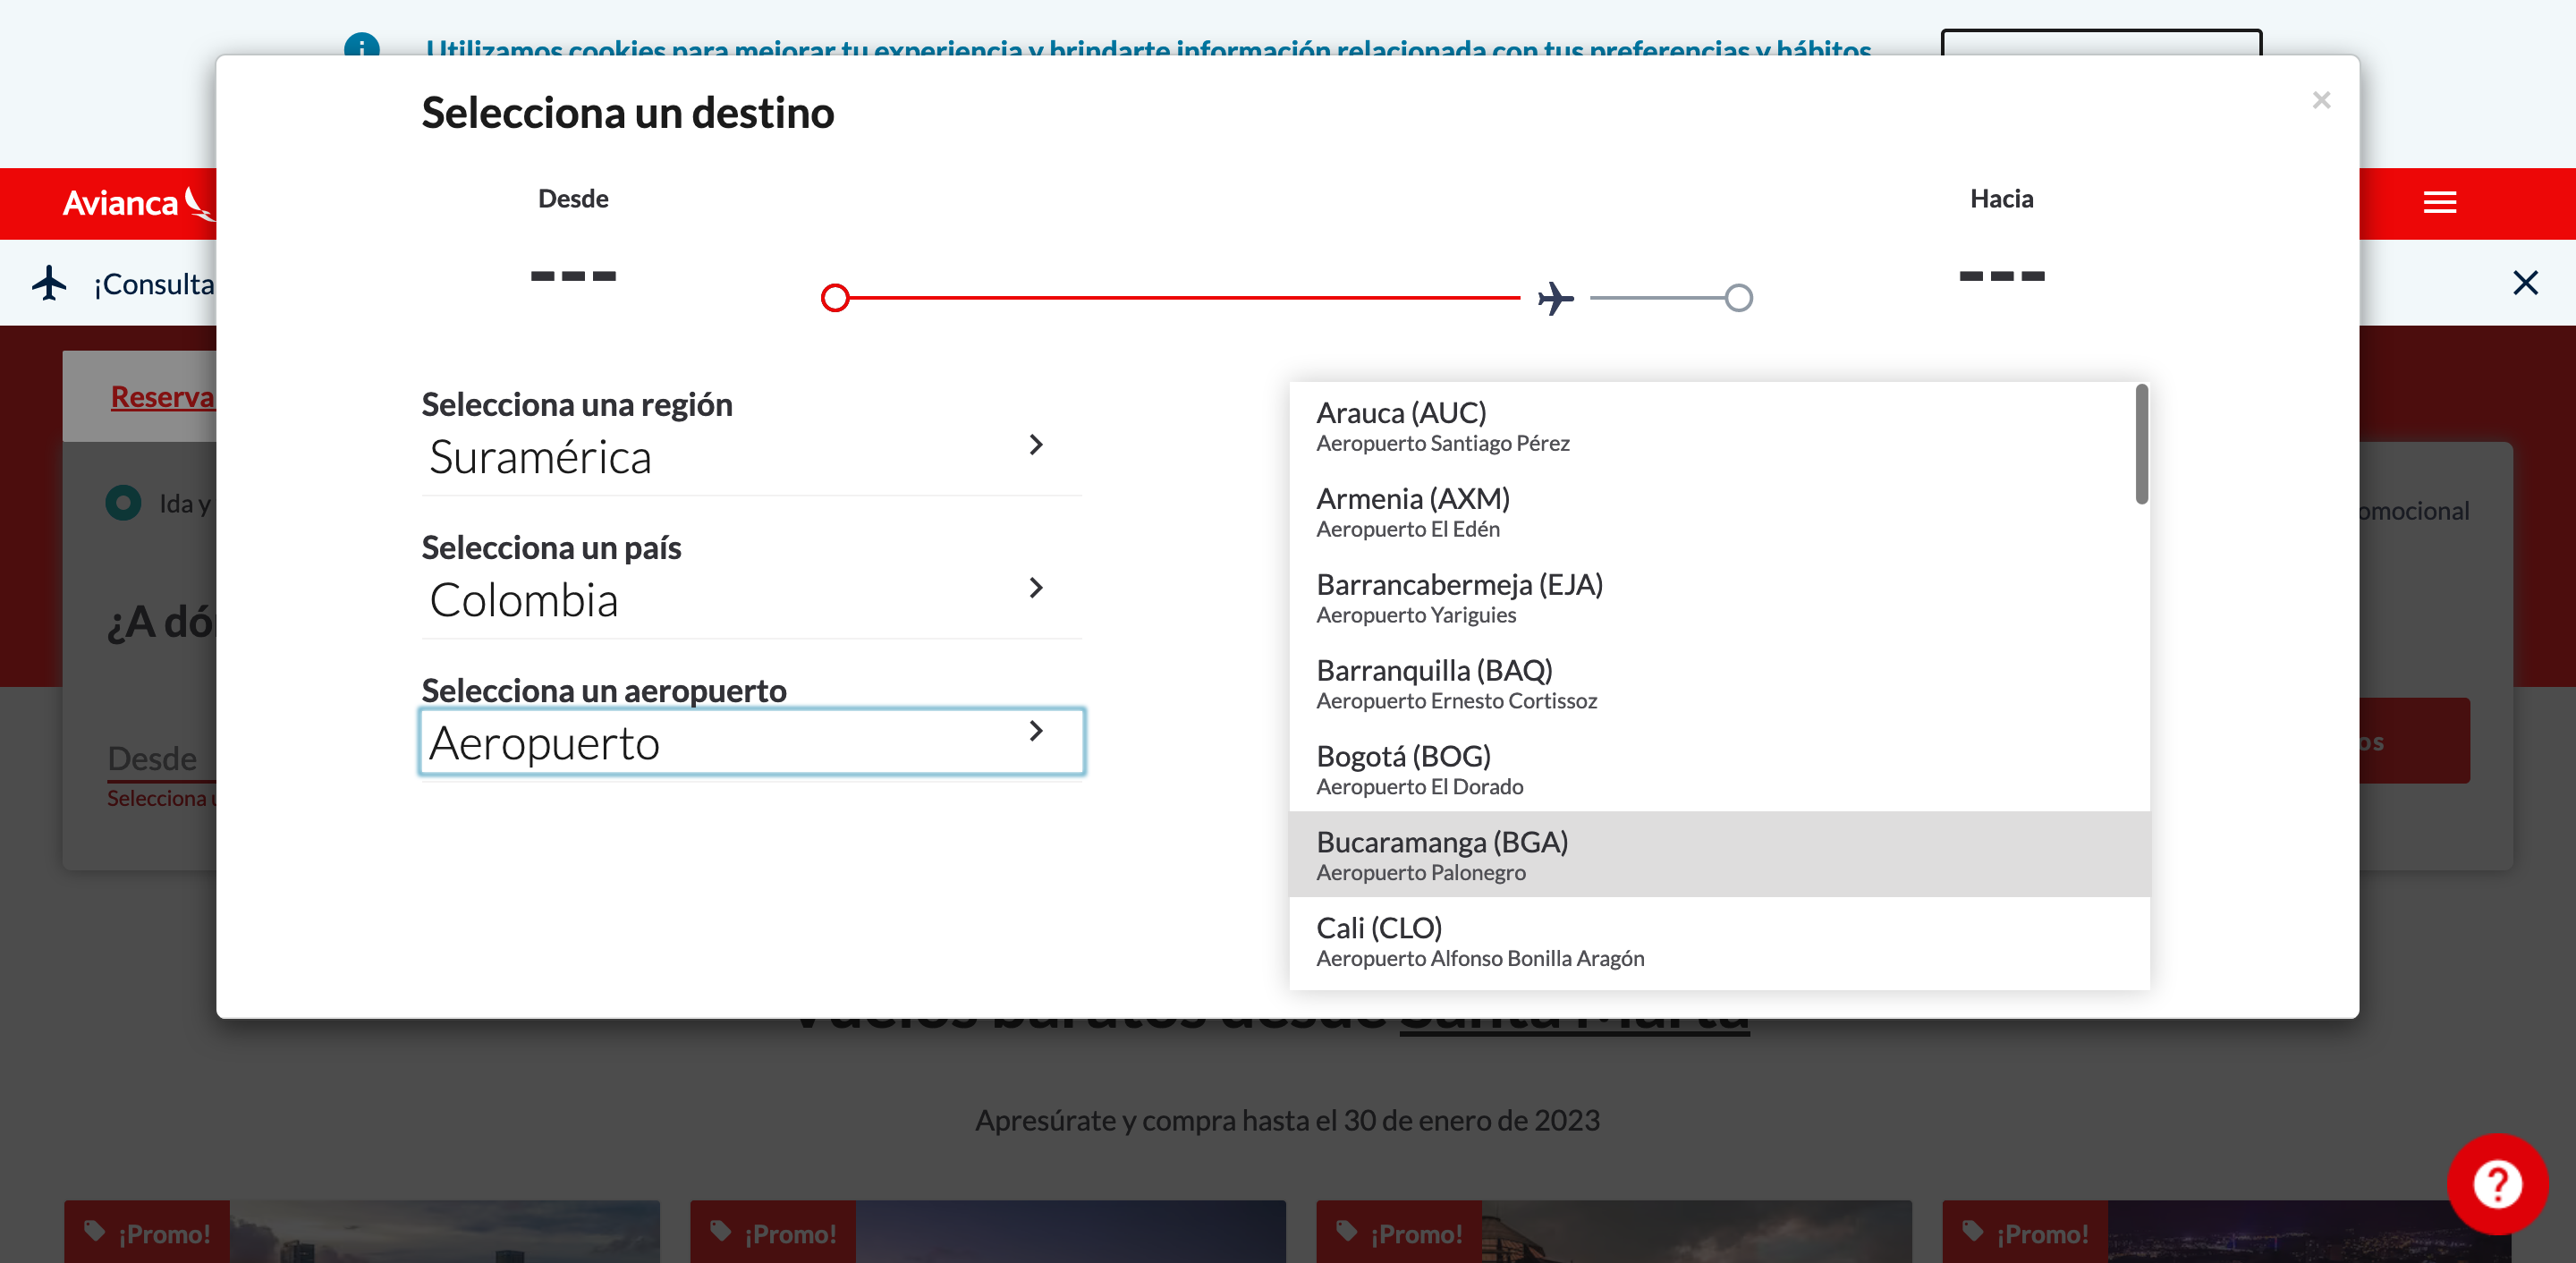 Utilizamos cookies para mejorar tu experiencia y brindarte información relacionada con tus preferencias y hábitos
Selecciona un destino
×
Avianca
Desde
Hacia
---
---
¡Consulta
Reserva
Selecciona una región
Suramérica
Selecciona un país
Colombia
Selecciona un aeropuerto
Aeropuerto
Arauca (AUC)
Aeropuerto Santiago Pérez
Armenia (AXM)
Aeropuerto El Edén
Barrancabermeja (EJA)
Aeropuerto Yariguies
Barranquilla (BAQ)
Aeropuerto Ernesto Cortissoz
Bogotá (BOG)
Aeropuerto El Dorado
Bucaramanga (BGA)
Aeropuerto Palonegro
Cali (CLO)
Aeropuerto Alfonso Bonilla Aragón
Ida y
omocional
¿A dó
Desde
Selecciona
os
Vuelos baratos desde Santa Marta
Apresúrate y compra hasta el 30 de enero de 2023
¡Promo!
¡Promo!
¡Promo!
¡Promo!
?